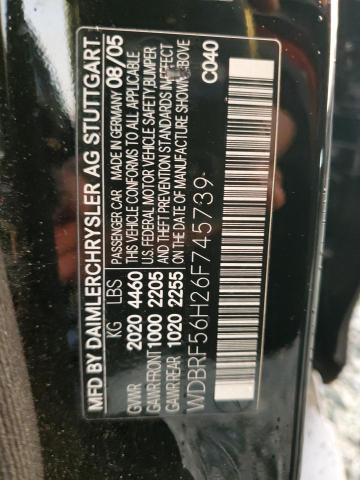 MFD BY DAIMLERCHRYSLER AG STUTTGART
PASSENGER CAR MADE IN GERMANY 08/05
THIS VEHICLE CONFORMS TO ALL APPLICABLE
U.S. FEDERAL MOTOR VEHICLE SAFETY, BUMPER
AND THEFT PREVENTION STANDARDS IN EFFECT
ON THE DATE OF MANUFACTURE SHOWN ABOVE
KG LBS
GVWR 2020 4460
GAWR FRONT 1000 2205
GAWR REAR 1020 2255
C040
WDBRF56H26F745739